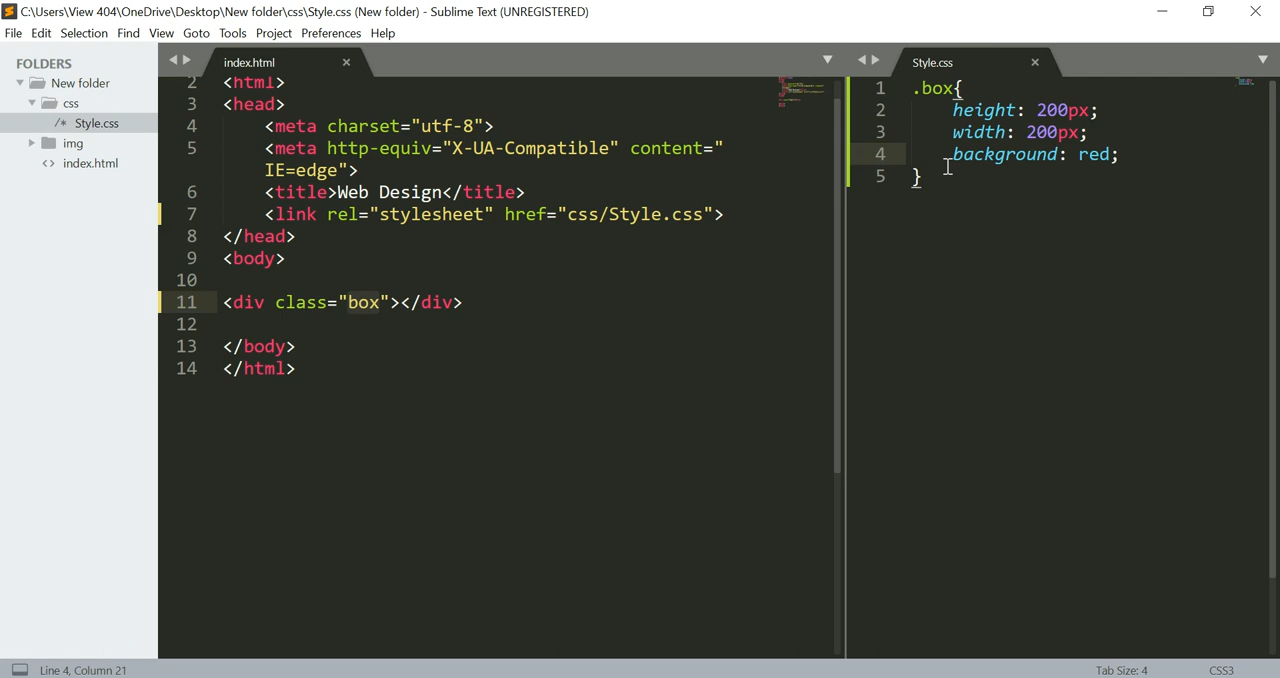 C:\Users\View 404\OneDrive\Desktop\New folder\css\Style.css (New folder) - Sublime Text (UNREGISTERED)
File Edit Selection Find View Goto Tools Project Preferences Help
FOLDERS
New folder
css
/* Style.css
img
<> index.html
index.html
2 <html>
3 <head>
4 <meta charset="utf-8">
5 <meta http-equiv="X-UA-Compatible" content="
IE=edge">
6 <title>Web Design</title>
7 <link rel="stylesheet" href="css/Style.css">
8 </head>
9 <body>
10
11 <div class="box"></div>
12
13 </body>
14 </html>
Style.css
1 .box{
2 height: 200px;
3 width: 200px;
4 background: red;
5 }
Line 4, Column 21
Tab Size: 4
CSS3